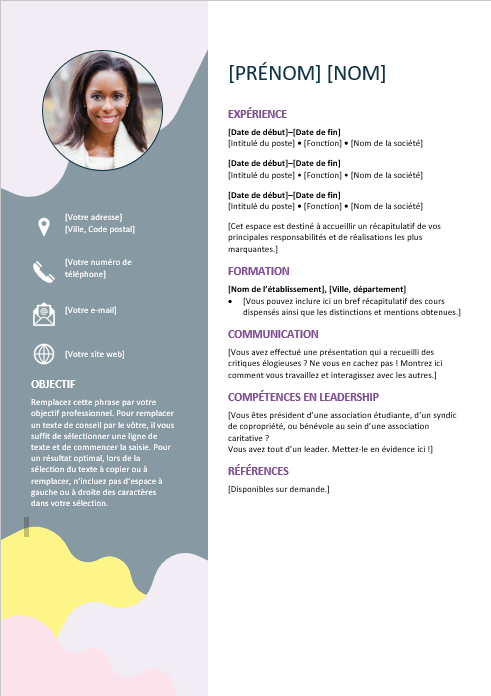 [PRÉNOM] [NOM]
EXPÉRIENCE
[Date de début]–[Date de fin]
[Intitulé du poste] • [Fonction] • [Nom de la société]
[Date de début]–[Date de fin]
[Intitulé du poste] • [Fonction] • [Nom de la société]
[Date de début]–[Date de fin]
[Intitulé du poste] • [Fonction] • [Nom de la société]
[Cet espace est destiné à accueillir un récapitulatif de vos
principales responsabilités et de réalisations les plus
marquantes.]
FORMATION
[Nom de l’établissement], [Ville, département]
• [Vous pouvez inclure ici un bref récapitulatif des cours
dispensés ainsi que les distinctions et mentions obtenues.]
COMMUNICATION
[Vous avez effectué une présentation qui a recueilli des
critiques élogieuses ? Ne vous en cachez pas ! Montrez ici
comment vous travaillez et interagissez avec les autres.]
COMPÉTENCES EN LEADERSHIP
[Vous êtes président d’une association étudiante, d’un syndic
de copropriété, ou bénévole au sein d’une association
caritative ?
Vous avez tout d’un leader. Mettez-le en évidence ici !]
RÉFÉRENCES
[Disponibles sur demande.]
[Votre adresse]
[Ville, Code postal]
[Votre numéro de
téléphone]
[Votre e-mail]
[Votre site web]
OBJECTIF
Remplacez cette phrase par votre
objectif professionnel. Pour remplacer
un texte de conseil par le vôtre, il vous
suffit de sélectionner une ligne de
texte et de commencer la saisie. Pour
un résultat optimal, lors de la
sélection du texte à copier ou à
remplacer, n’incluez pas d’espace à
gauche ou à droite des caractères
dans votre sélection.